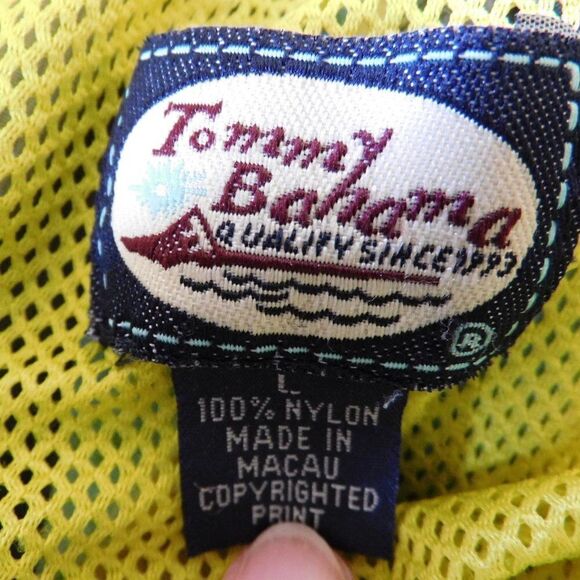 Tommy
Bahama
QUALITY SINCE 1993
®
L
100% NYLON
MADE IN
MACAU
COPYRIGHTED
PRINT